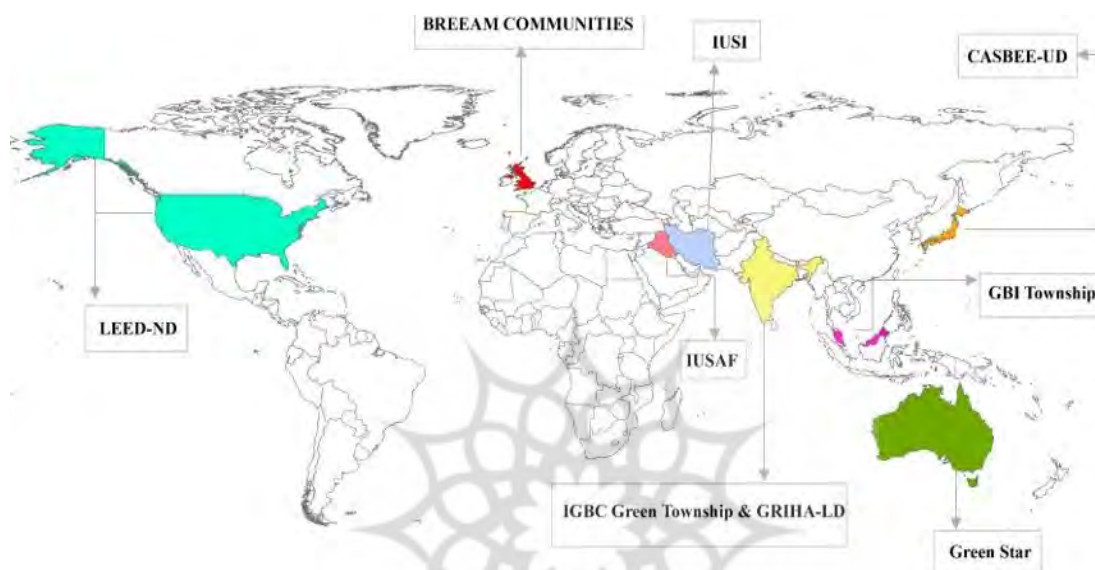 BREEAM COMMUNITIES
IUSI
CASBEE-UD
GBI Township
LEED-ND
IUSAF
IGBC Green Township & GRIHA-LD
Green Star